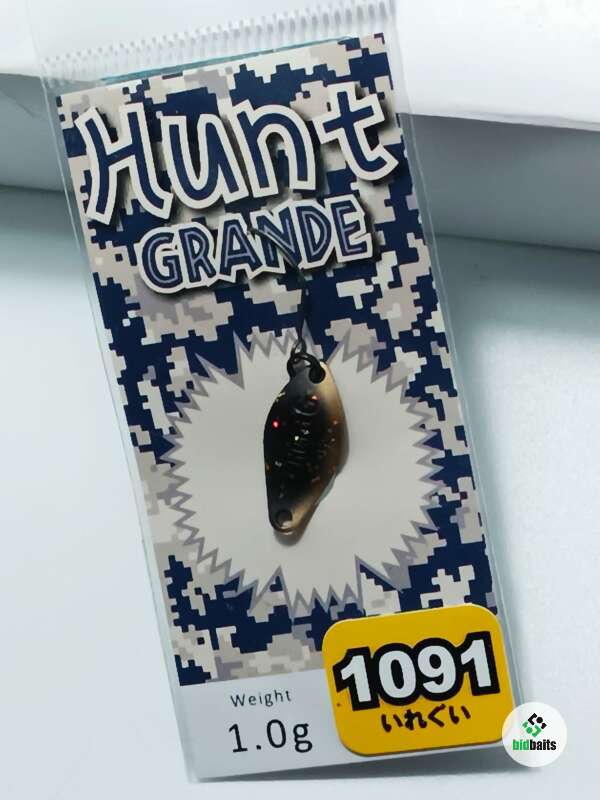 Hunt
GRANDE
1091
いれぐい
Weight
1.0g
bidbaits